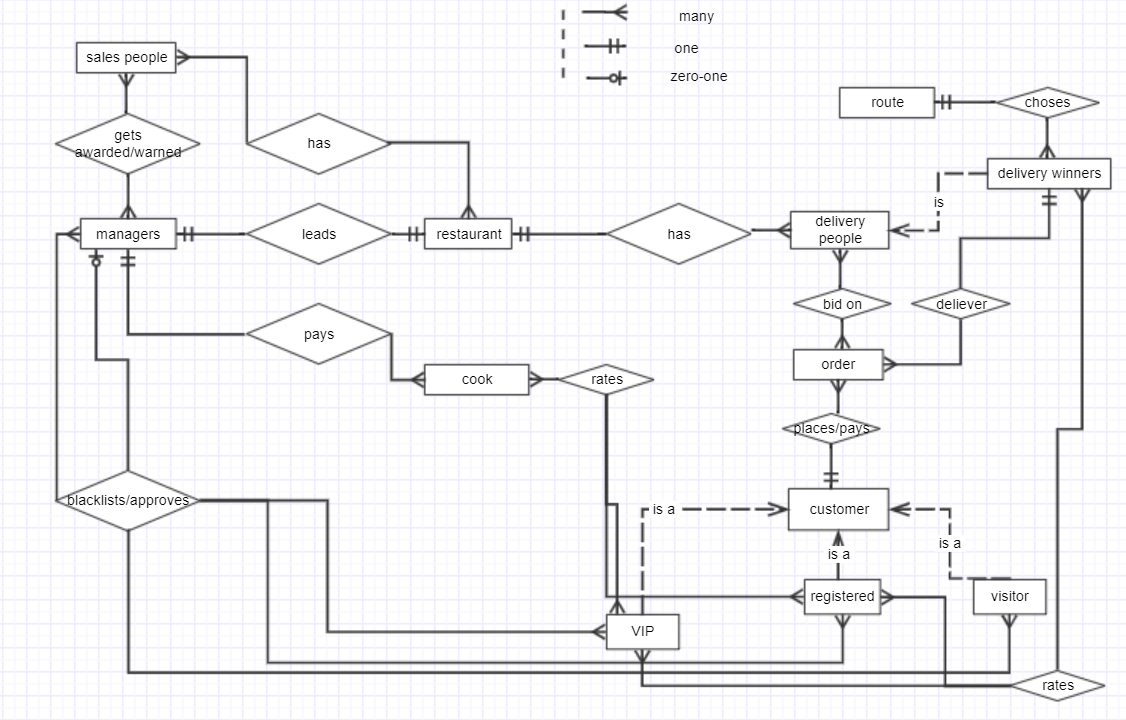 many
one
zero-one
sales people
route
choses
gets
awarded/warned
has
delivery winners
is
managers
leads
restaurant
has
delivery
people
bid on
deliever
pays
order
cook
rates
places/pays
blacklists/approves
is a
customer
is a
is a
registered
visitor
VIP
rates